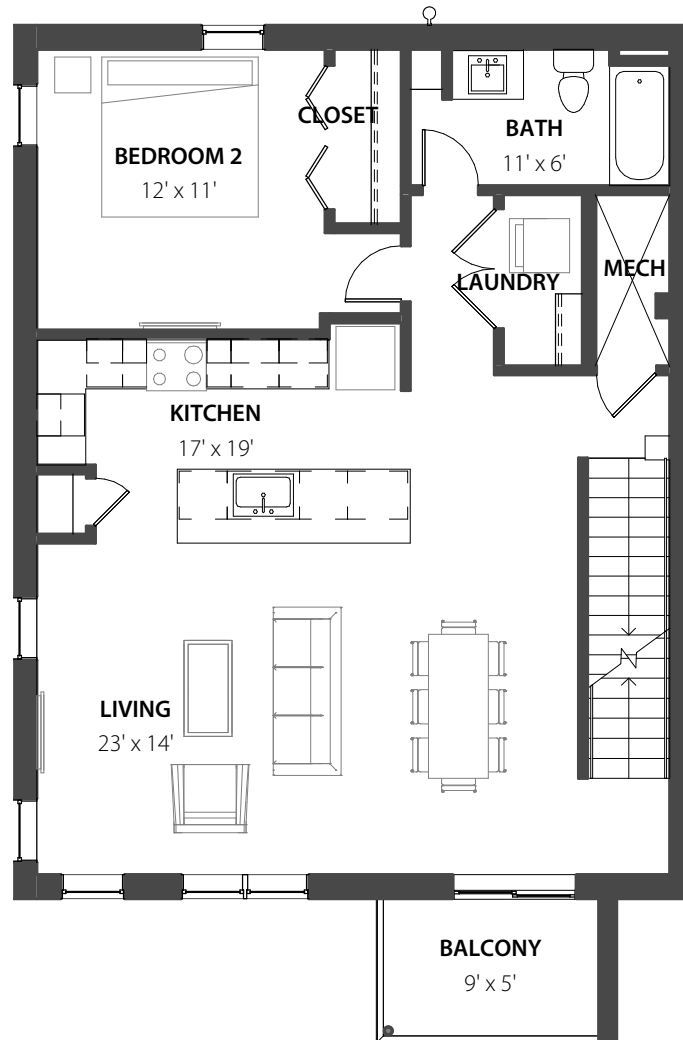 CLOSET
BATH
11' x 6'
BEDROOM 2
12' x 11'
LAUNDRY
MECH
KITCHEN
17' x 19'
LIVING
23' x 14'
BALCONY
9' x 5'